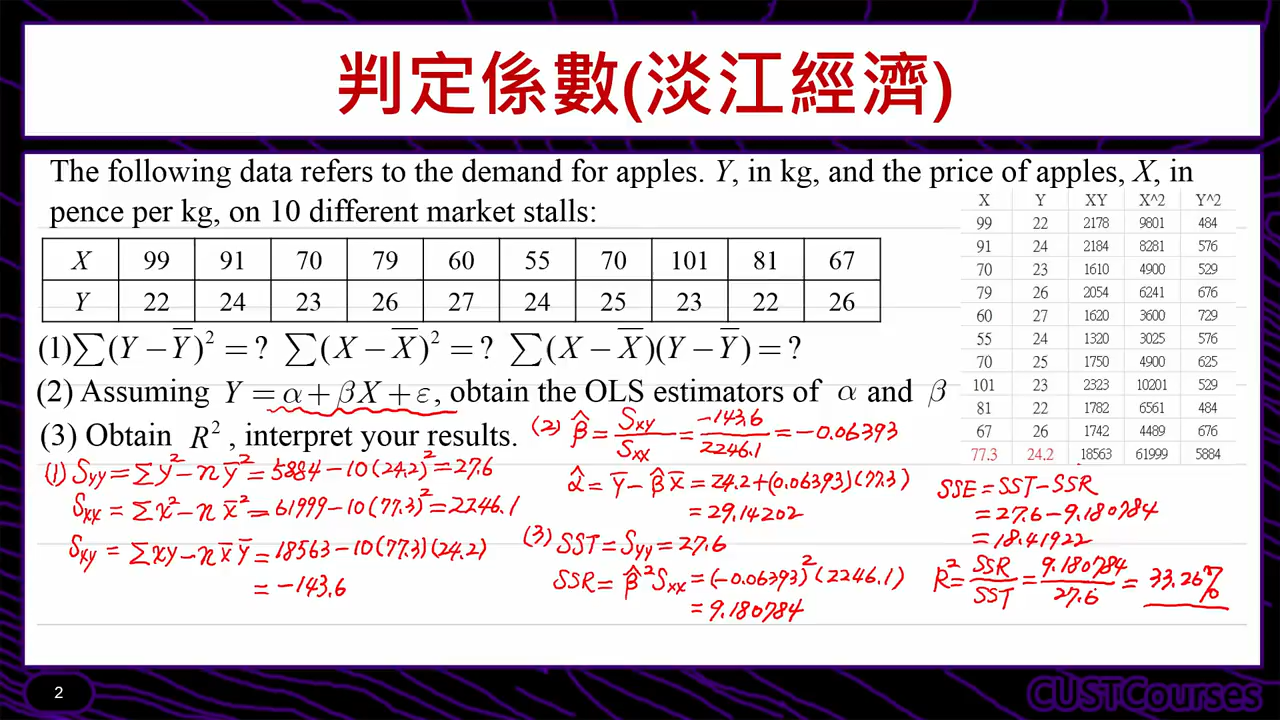 判定係數(淡江經濟)
The following data refers to the demand for apples. Y, in kg, and the price of apples, X, in
pence per kg, on 10 different market stalls:
X 99 91 70 79 60 55 70 101 81 67
Y 22 24 23 26 27 24 25 23 22 26
(1)∑(Y − Y̅)² = ? ∑(X − X̅)² = ? ∑(X − X̅)(Y − Y̅) = ?
(2) Assuming Y = α + βX + ε, obtain the OLS estimators of α and β
(3) Obtain R², interpret your results.
X Y XY X^2 Y^2
99 22 2178 9801 484
91 24 2184 8281 576
70 23 1610 4900 529
79 26 2054 6241 676
60 27 1620 3600 729
55 24 1320 3025 576
70 25 1750 4900 625
101 23 2323 10201 529
81 22 1782 6561 484
67 26 1742 4489 676
77.3 24.2 18563 61999 5884
(1) Syy = Σy² − nȳ² = 5884 − 10(24.2)² = 27.6
Sxx = Σx² − nx̄² = 61999 − 10(77.3)² = 2246.1
Sxy = Σxy − nx̄ȳ = 18563 − 10(77.3)(24.2)
= −143.6
(2) β̂ = Sxy/Sxx = −143.6/2246.1 = −0.06393
α̂ = ȳ − β̂x̄ = 24.2 + (0.06393)(77.3)
= 29.14202
(3) SST = Syy = 27.6
SSR = β̂²Sxx = (−0.06393)²(2246.1)
= 9.180784
SSE = SST − SSR
= 27.6 − 9.180784
= 18.41922
R² = SSR/SST = 9.180784/27.6 = 33.26%
2
CUSTCourses